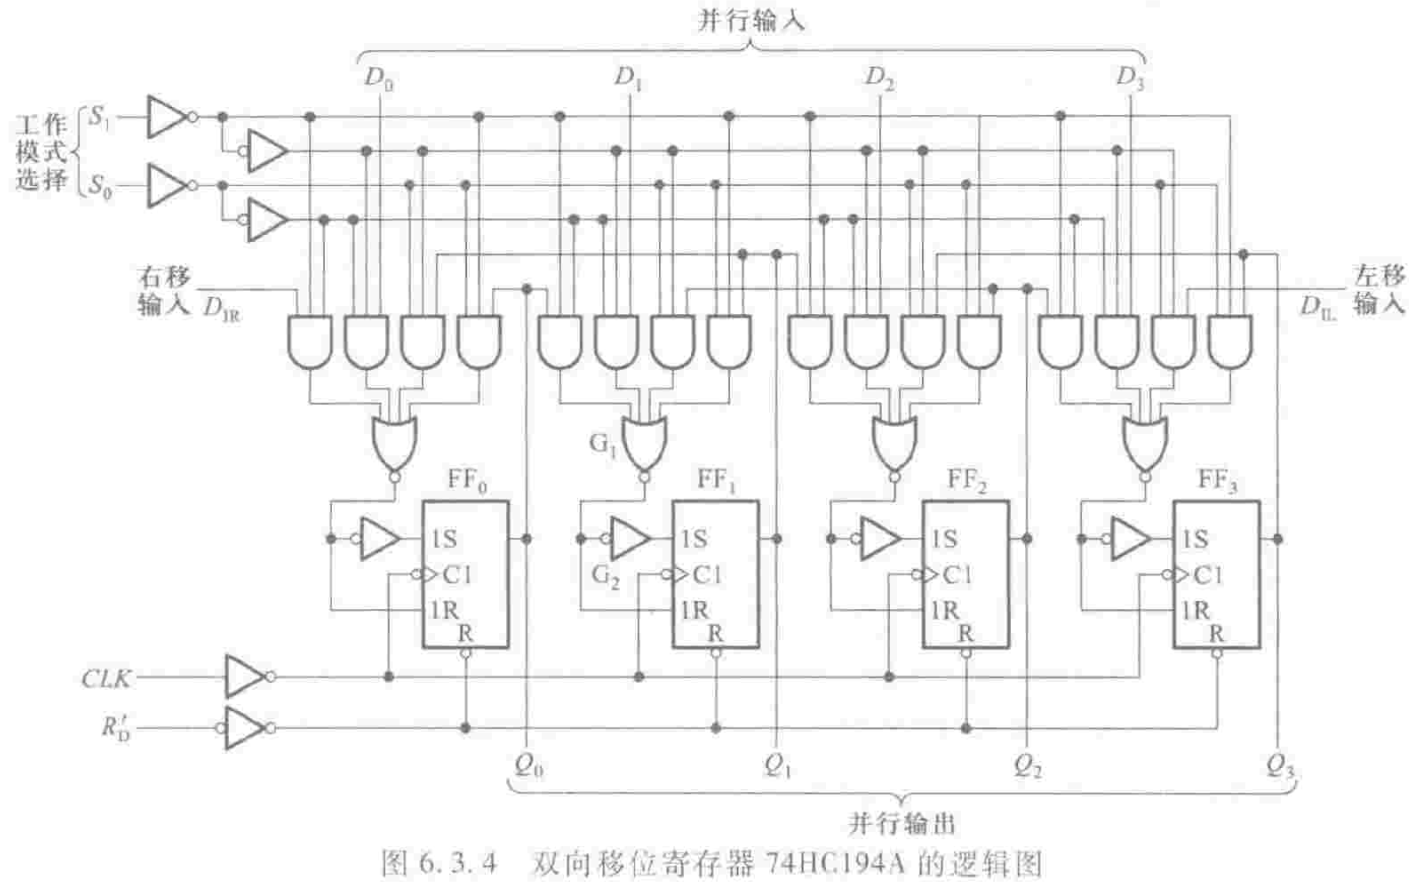 并行输入
D₀ D₁ D₂ D₃
工作
模式
选择
S₁
S₀
右移
输入 D_IR
左移
D_IL 输入
G₁
FF₀ FF₁ FF₂ FF₃
1S 1S 1S 1S
G₂
C1 C1 C1 C1
1R 1R 1R 1R
R R R R
CLK
R′_D
Q₀ Q₁ Q₂ Q₃
并行输出
图 6.3.4 双向移位寄存器 74HC194A 的逻辑图